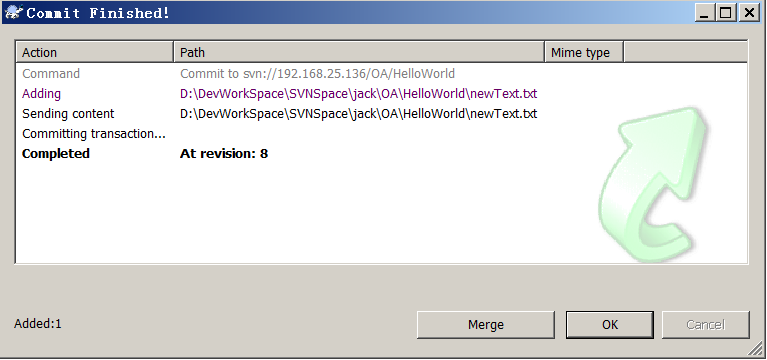 Commit Finished!
Action Path Mime type
Command Commit to svn://192.168.25.136/OA/HelloWorld
Adding D:\DevWorkSpace\SVNSpace\jack\OA\HelloWorld\newText.txt
Sending content D:\DevWorkSpace\SVNSpace\jack\OA\HelloWorld\newText.txt
Committing transaction...
Completed At revision: 8
Added:1 Merge OK Cancel